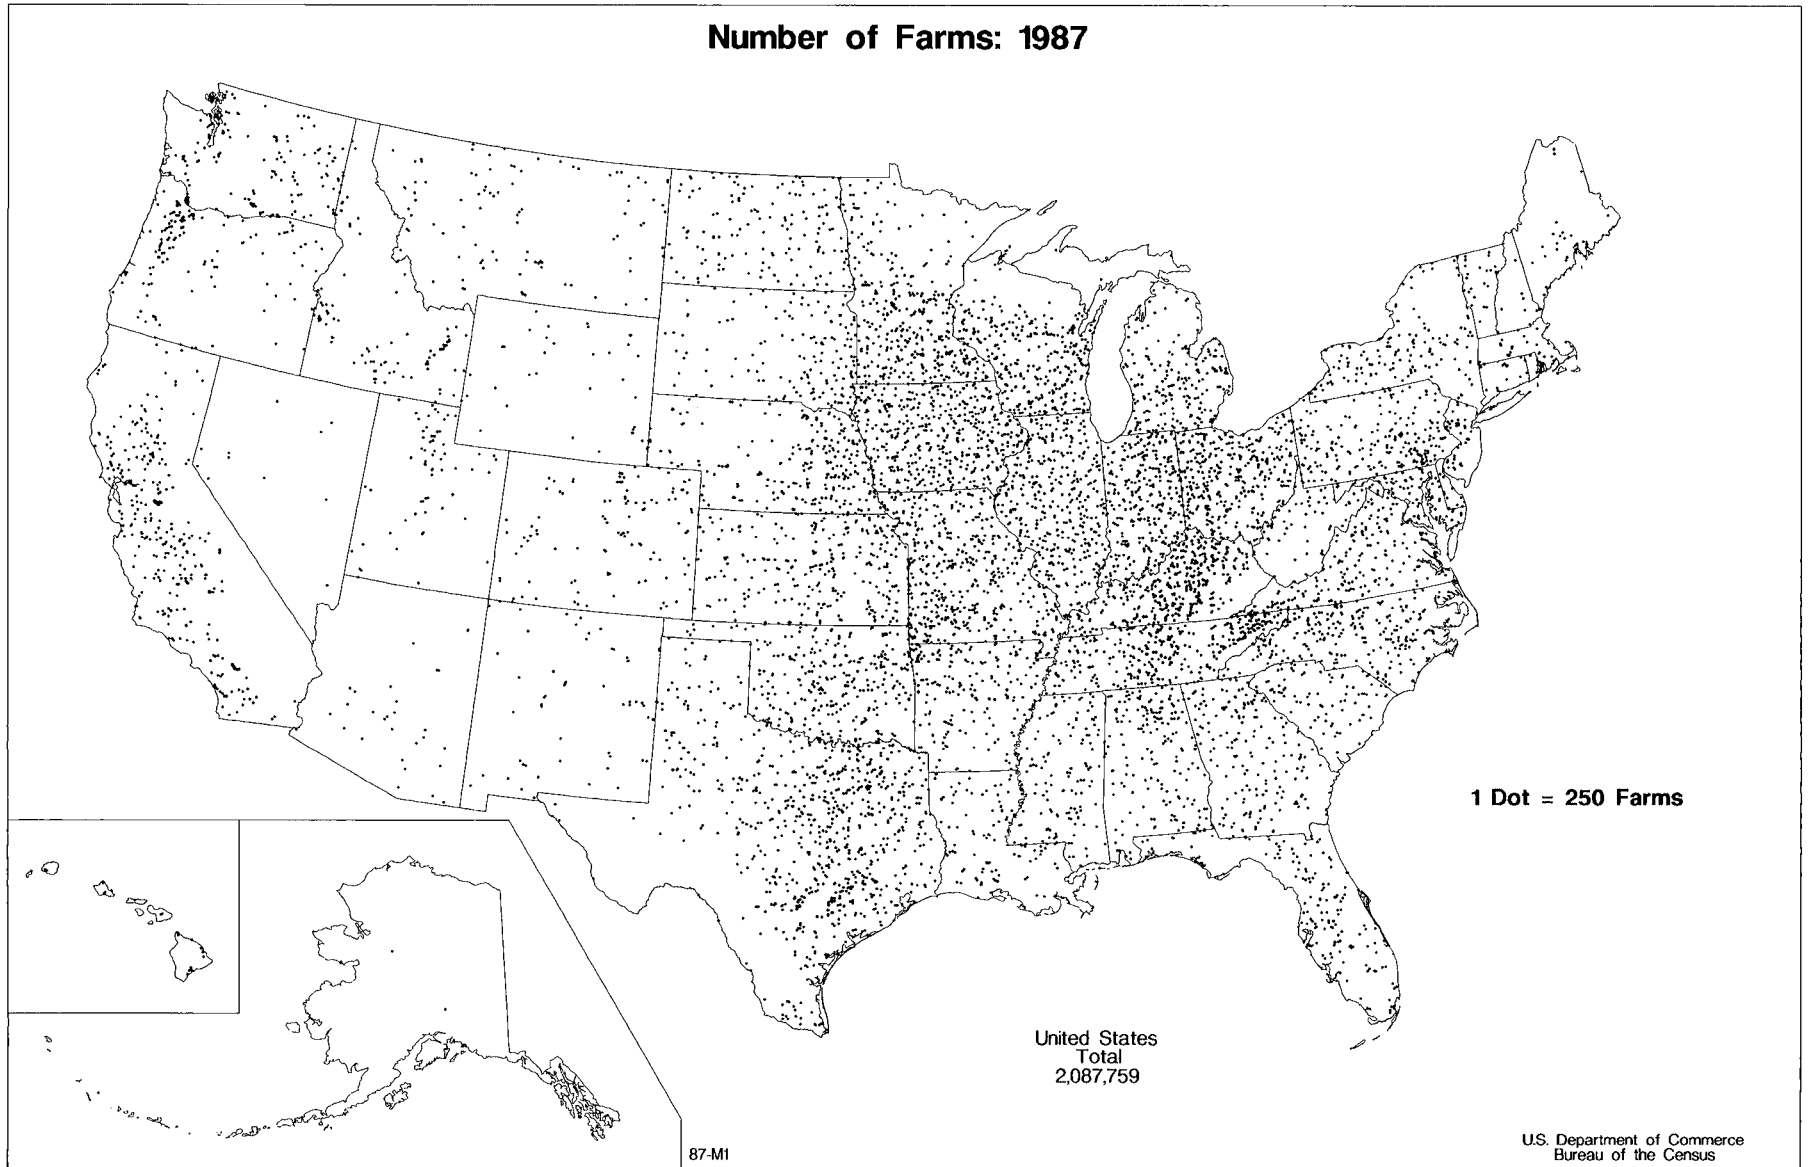 Number of Farms: 1987
1 Dot = 250 Farms
United States
Total
2,087,759
87-M1
U.S. Department of Commerce
Bureau of the Census